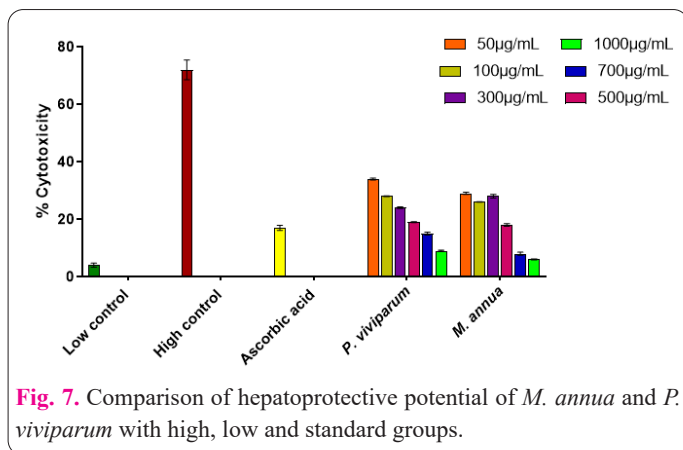 80
60
40
20
0
% Cytotoxicity
50µg/mL
1000µg/mL
100µg/mL
700µg/mL
300µg/mL
500µg/mL
Low control
High control
Ascorbic acid
P. viviparum
M. annua
Fig. 7. Comparison of hepatoprotective potential of M. annua and P.
viviparum with high, low and standard groups.